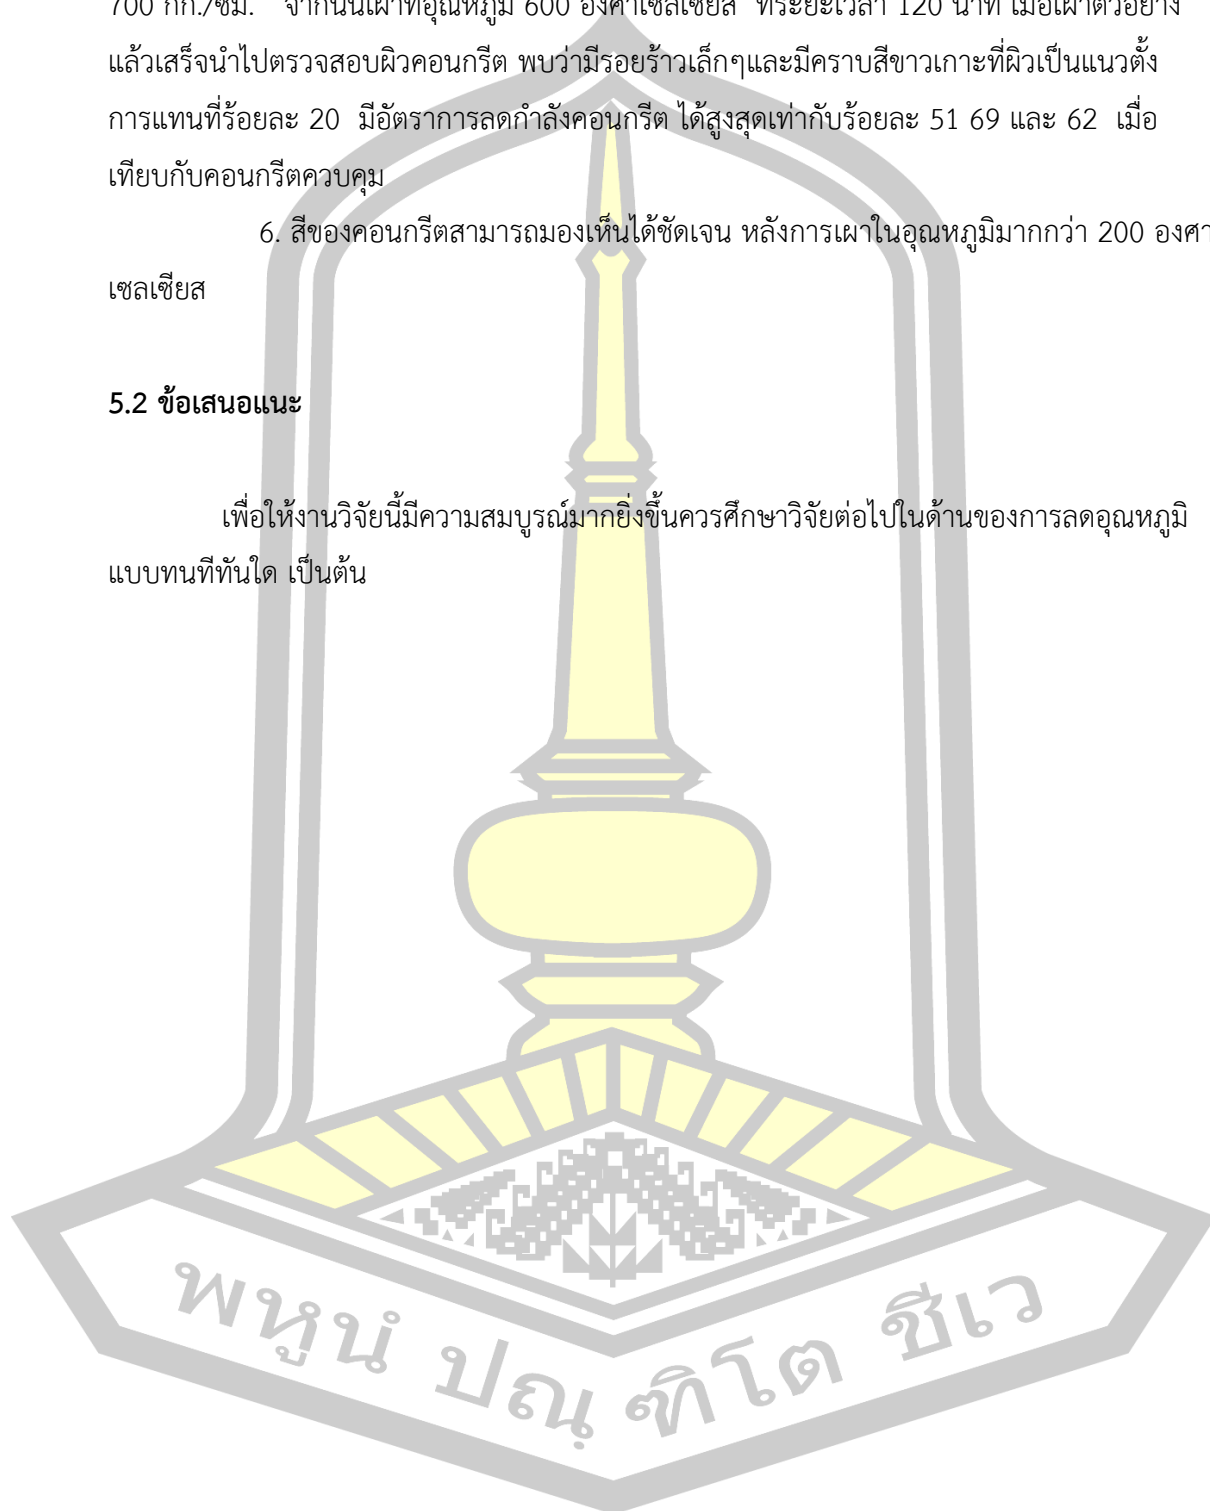 700 กก./ซม. จากนั้นเผาที่อุณหภูมิ 600 องศาเซลเซียส ที่ระยะเวลา 120 นาที เมื่อเผาตัวอย่าง
แล้วเสร็จนำไปตรวจสอบผิวคอนกรีต พบว่ามีรอยร้าวเล็กๆและมีคราบสีขาวเกาะที่ผิวเป็นแนวตั้ง
การแทนที่ร้อยละ 20 มีอัตราการลดกำลังคอนกรีต ได้สูงสุดเท่ากับร้อยละ 51 69 และ 62 เมื่อ
เทียบกับคอนกรีตควบคุม
6. สีของคอนกรีตสามารถมองเห็นได้ชัดเจน หลังการเผาในอุณหภูมิมากกว่า 200 องศา
เซลเซียส
5.2 ข้อเสนอแนะ
เพื่อให้งานวิจัยนี้มีความสมบูรณ์มากยิ่งขึ้นควรศึกษาวิจัยต่อไปในด้านของการลดอุณหภูมิ
แบบทนทีทันใด เป็นต้น
พหูนํ ปณฺ ฑิโต ชีเว